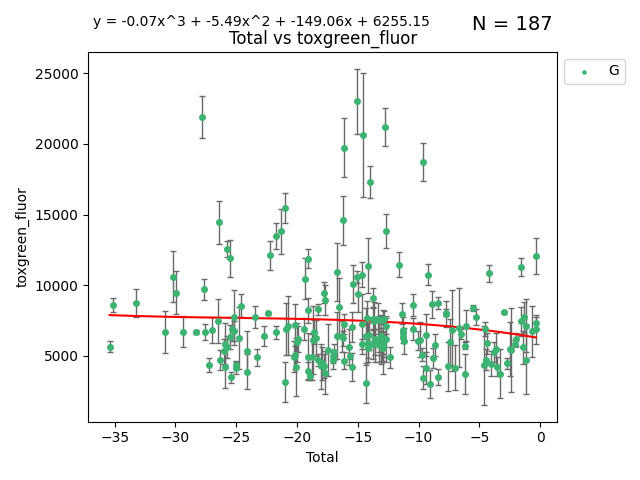 y = -0.07x^3 + -5.49x^2 + -149.06x + 6255.15
N = 187
Total vs toxgreen_fluor
G
toxgreen_fluor
25000
20000
15000
10000
5000
−35
−30
−25
−20
−15
−10
−5
0
Total